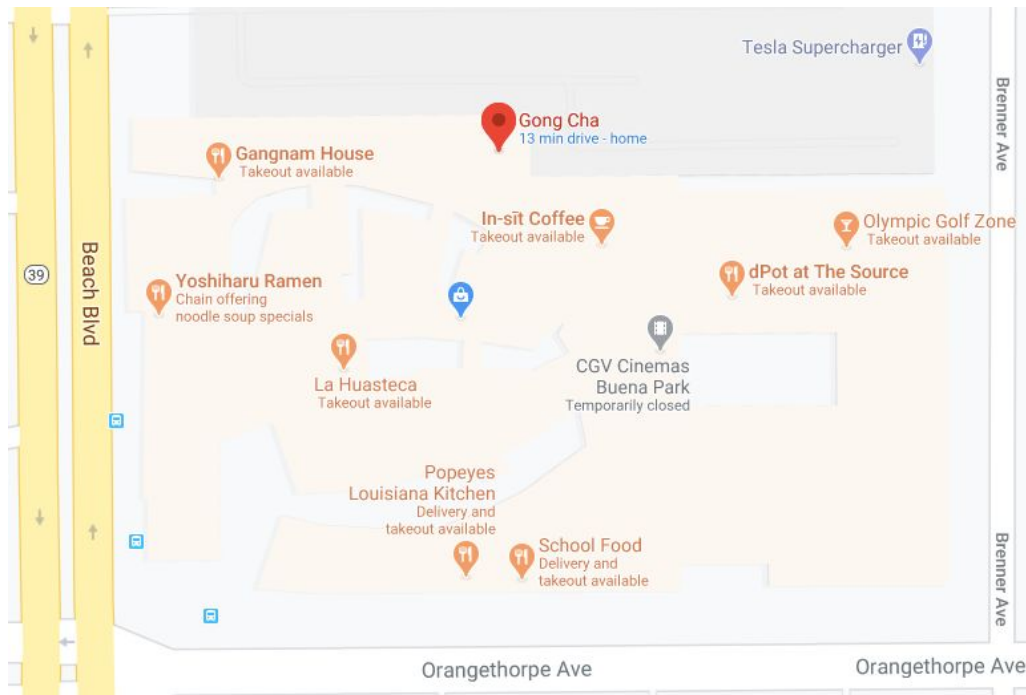 Tesla Supercharger
Gong Cha
13 min drive - home
Gangnam House
Takeout available
Brenner Ave
In-sīt Coffee
Takeout available
Olympic Golf Zone
Takeout available
39
Beach Blvd
Yoshiharu Ramen
Chain offering
noodle soup specials
dPot at The Source
Takeout available
La Huasteca
Takeout available
CGV Cinemas
Buena Park
Temporarily closed
Popeyes
Louisiana Kitchen
Delivery and
takeout available
School Food
Delivery and
takeout available
Brenner Ave
Orangethorpe Ave
Orangethorpe Ave